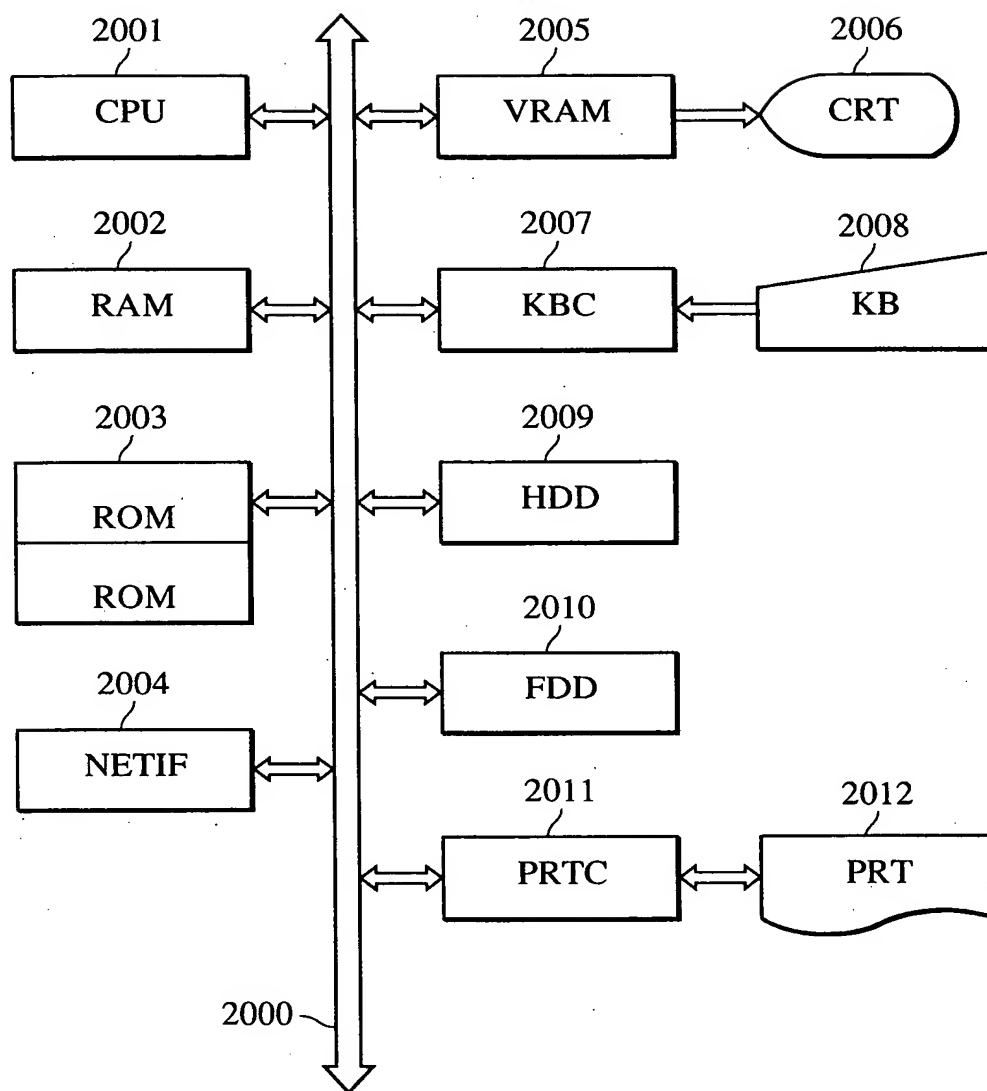 2001
CPU
2002
RAM
2003
ROM
ROM
2004
NETIF
2005
VRAM
2006
CRT
2007
KBC
2008
KB
2009
HDD
2010
FDD
2011
PRTC
2012
PRT
2000